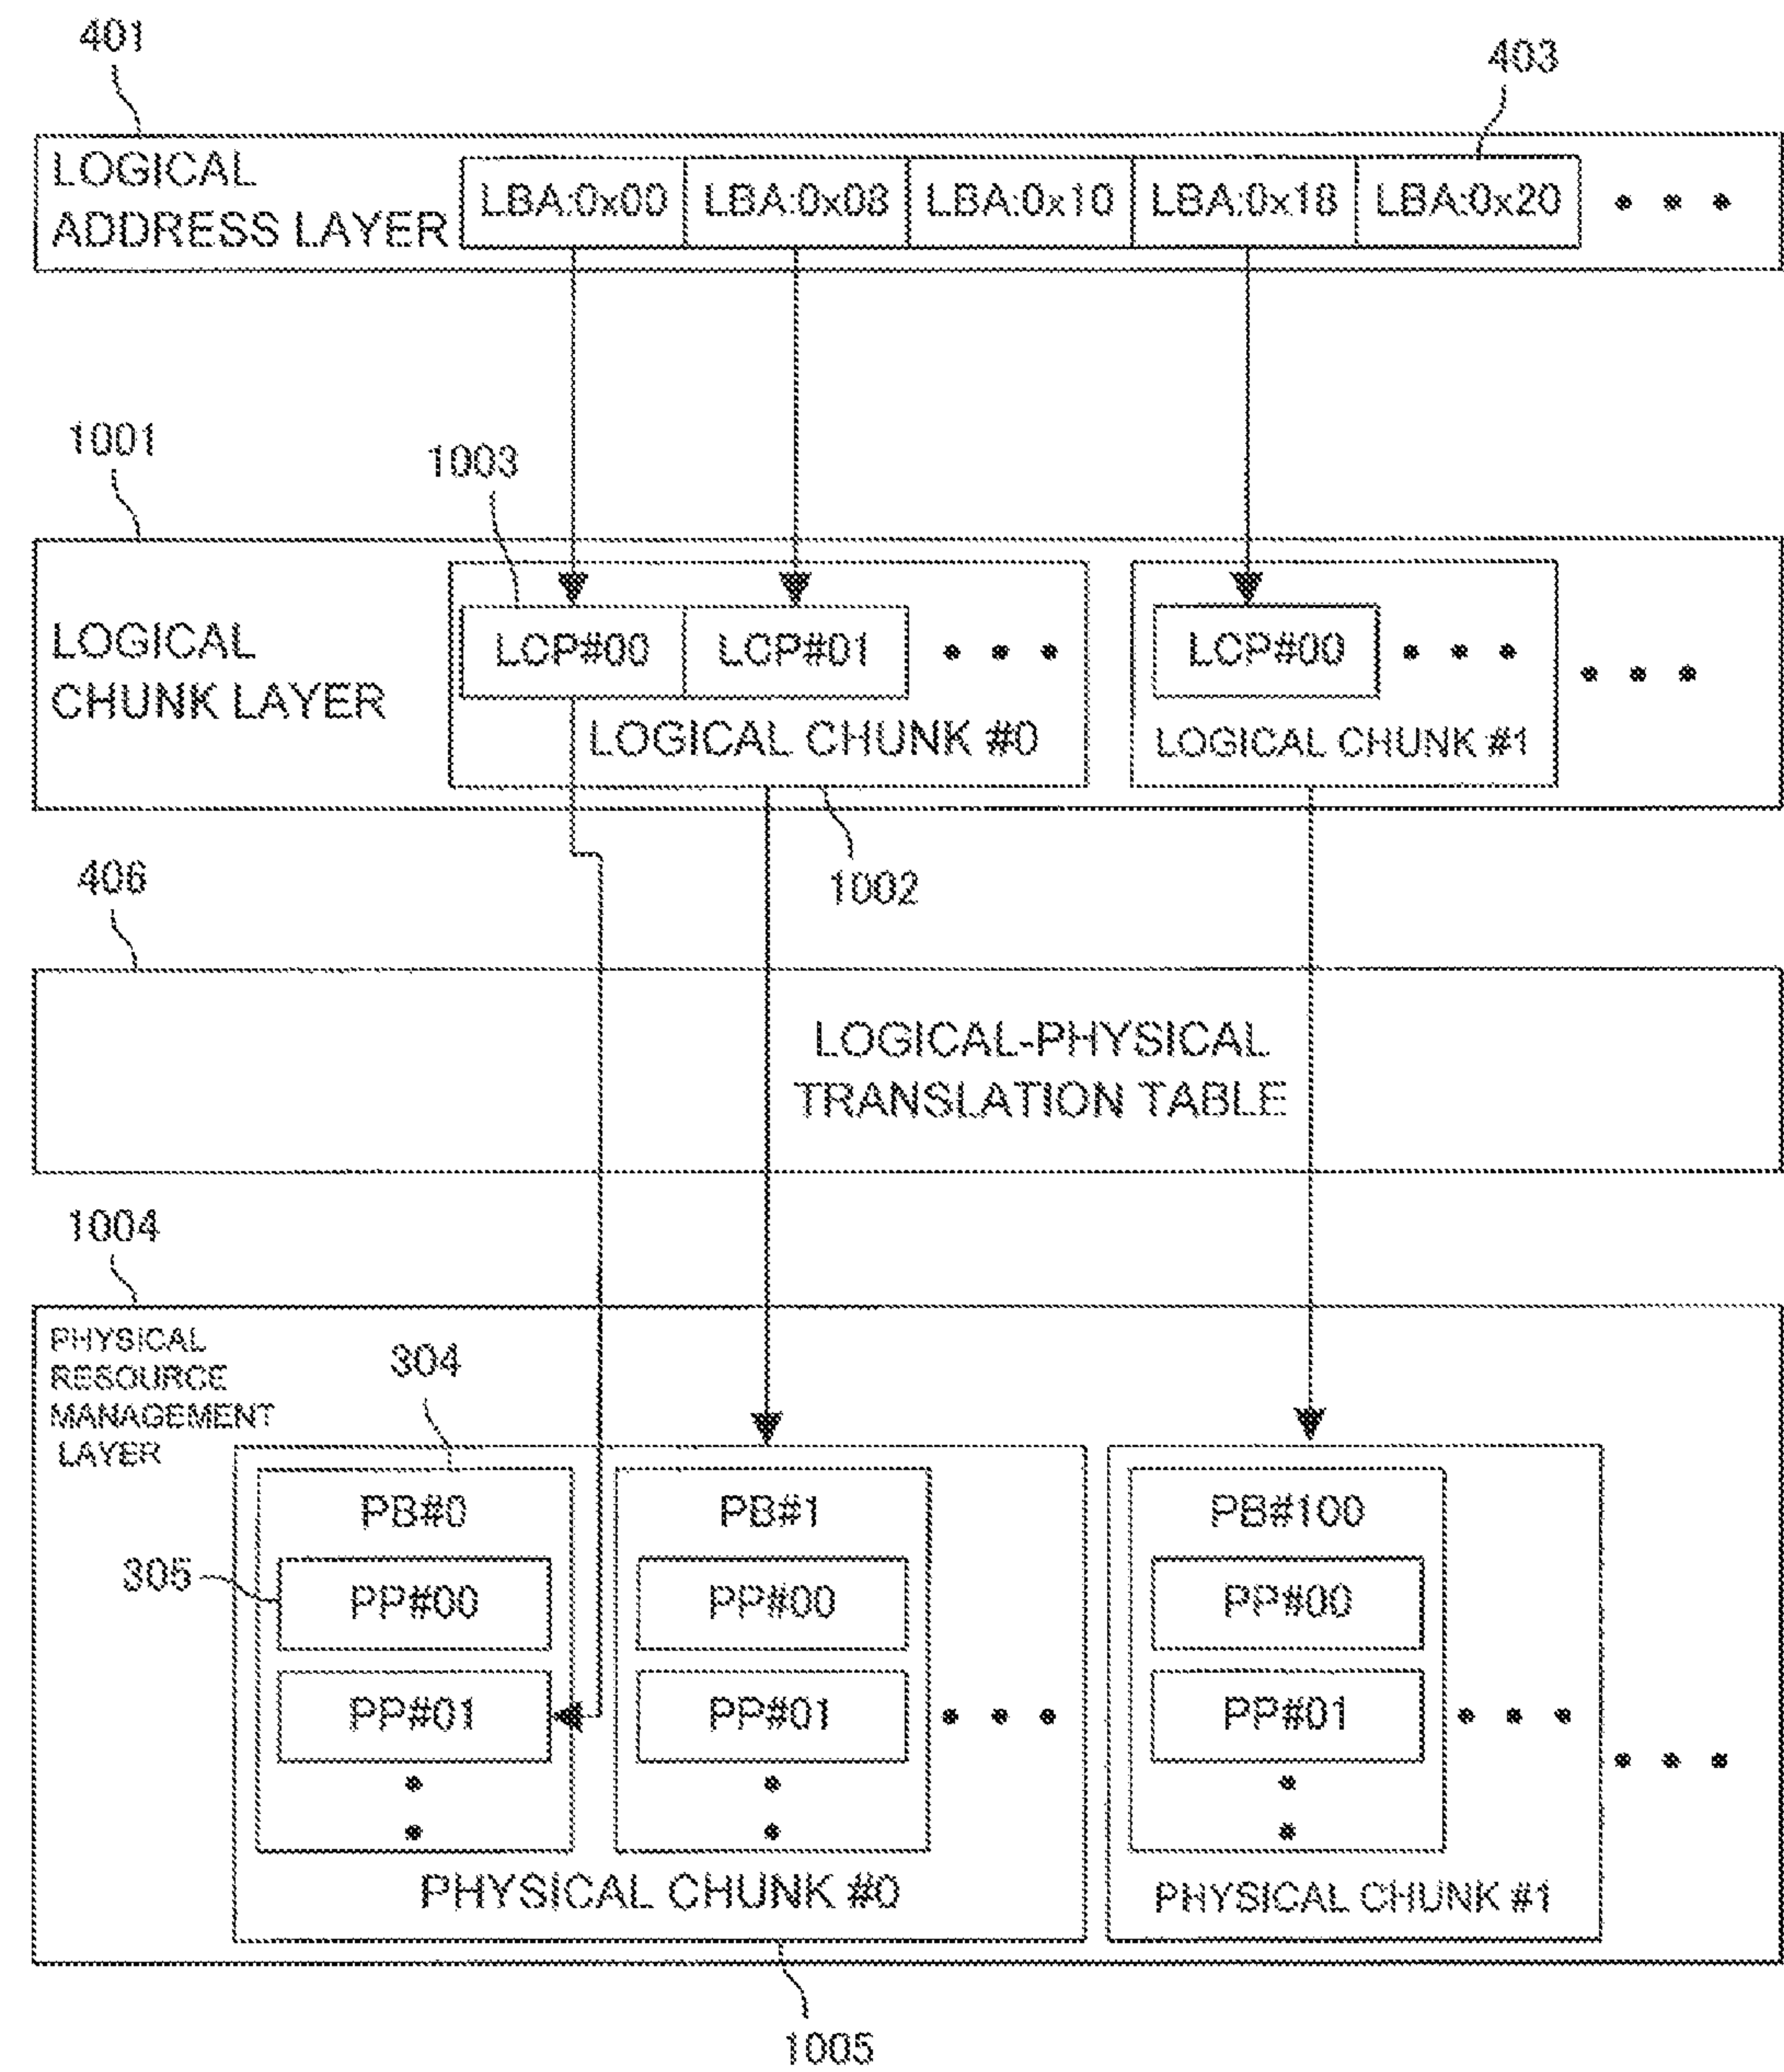 401
403
LOGICAL
ADDRESS LAYER
LBA:0x00 LBA:0x08 LBA:0x10 LBA:0x18 LBA:0x20 • • •
1001
1003
LOGICAL
CHUNK LAYER
LCP#00 LCP#01 • • •
LOGICAL CHUNK #0
LCP#00 • • •
LOGICAL CHUNK #1
• • •
1002
406
LOGICAL-PHYSICAL
TRANSLATION TABLE
1004
PHYSICAL
RESOURCE
MANAGEMENT
LAYER
304
305
PB#0
PP#00
PP#01
PB#1
PP#00
PP#01
• • •
PHYSICAL CHUNK #0
PB#100
PP#00
PP#01
• • •
PHYSICAL CHUNK #1
• • •
1005